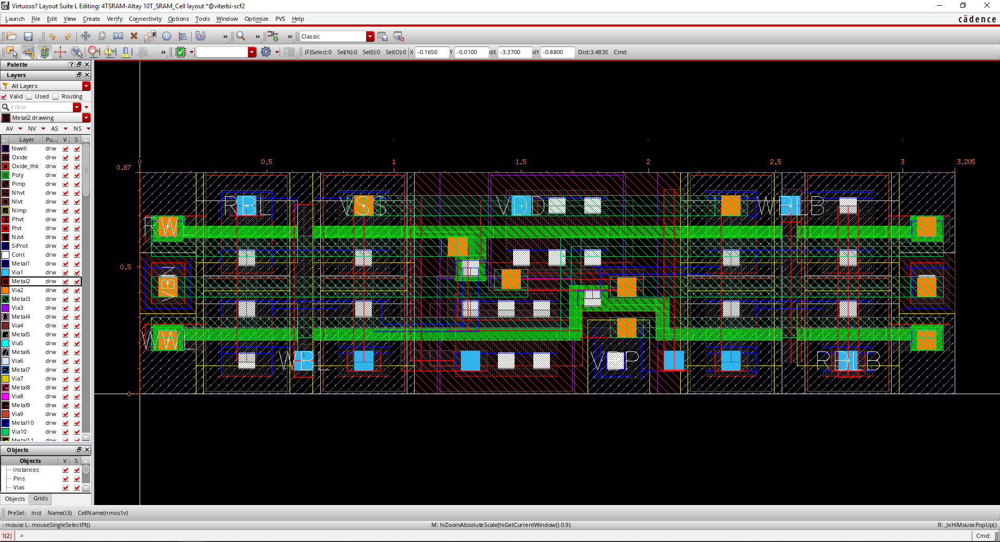 Virtuoso? Layout Suite L Editing: 4TSRAM-Altay 10T_SRAM_Cell layout *@viterbi-scf2
Launch File Edit View Create Verify Connectivity Options Tools Window Optimize PVS Help
cādence
» » » Classic
» (F)Select:0 Sel(N):0 Sel(I):0 Sel(O):0 X -0.1650 Y -0.0100 dX -3.3700 dY -0.8800 Dist:3.4830 Cmd:
Palette
Layers
All Layers
Valid Used Routing
Filter
Metal2 drawing
AV NV AS NS
Layer Pu... V S
Nwell drw
Oxide drw
Oxide_thk drw
Poly drw
Pimp drw
Nhvt drw
Nlvt drw
Nimp drw
Phvt drw
Plvt drw
Nzvt drw
SiProt drw
Cont drw
Metal1 drw
Via1 drw
Metal2 drw
Via2 drw
Metal3 drw
Via3 drw
Metal4 drw
Via4 drw
Metal5 drw
Via5 drw
Metal6 drw
Via6 drw
Metal7 drw
Via7 drw
Metal8 drw
Via8 drw
Metal9 drw
Via9 drw
Metal10 drw
Via10 drw
Metal11 drw
Objects
Objects V S
Instances
Pins
Vias
Objects Grids
0 0.5 1 1.5 2 2.5 3 3.205
0.87
RBL VSS VDD WBLB
0.5
WWL WBL RBLB
0
PreSel: Inst Name(I3) CellName(nmos1v)
mouse L: mouseSingleSelectPt() M: hiZoomAbsoluteScale(hiGetCurrentWindow() 0.9) R: _lxHiMousePopUp()
1(2) > Cmd: